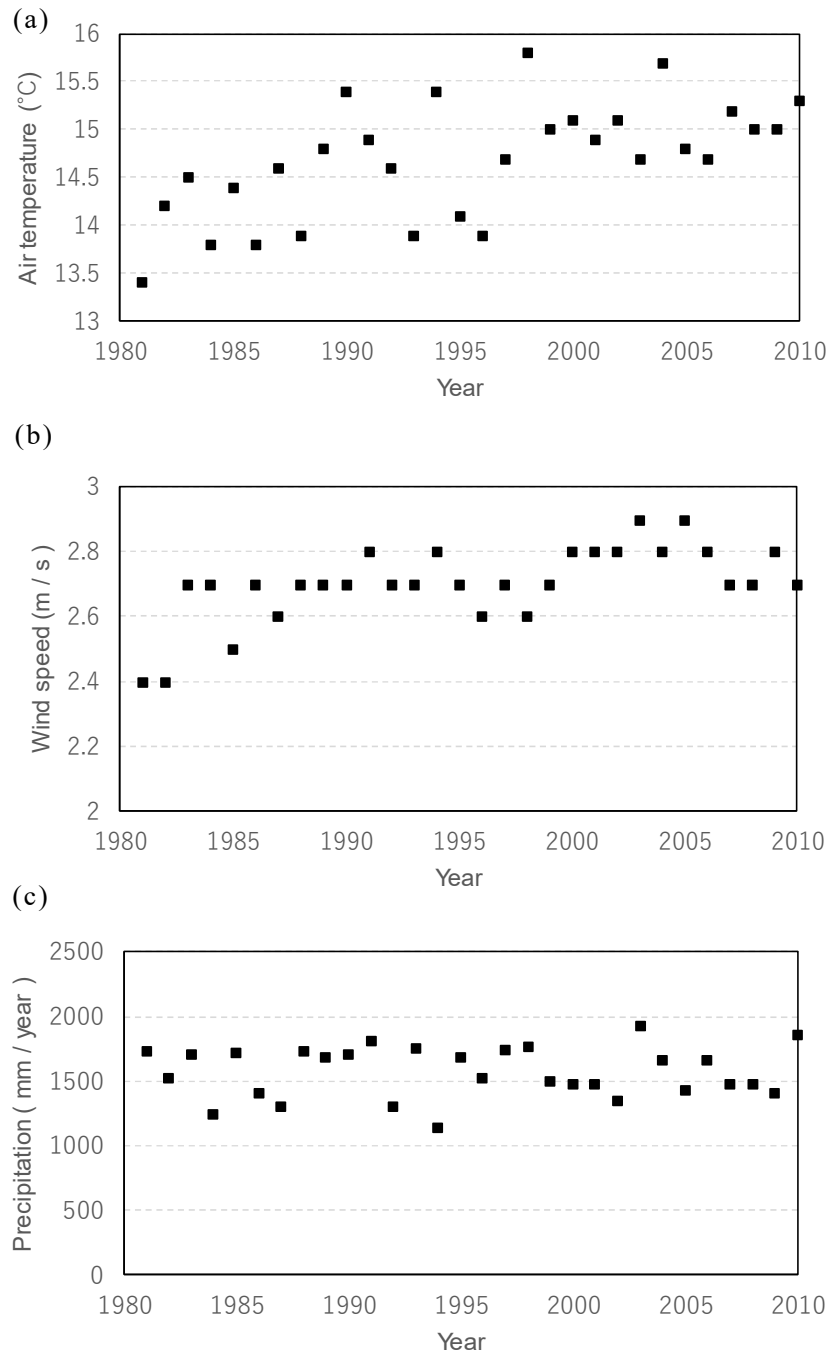 (a)
Air temperature (˚C)
16
15.5
15
14.5
14
13.5
13
1980 1985 1990 1995 2000 2005 2010
Year
(b)
Wind speed (m / s)
3
2.8
2.6
2.4
2.2
2
1980 1985 1990 1995 2000 2005 2010
Year
(c)
Precipitation ( mm / year )
2500
2000
1500
1000
500
0
1980 1985 1990 1995 2000 2005 2010
Year